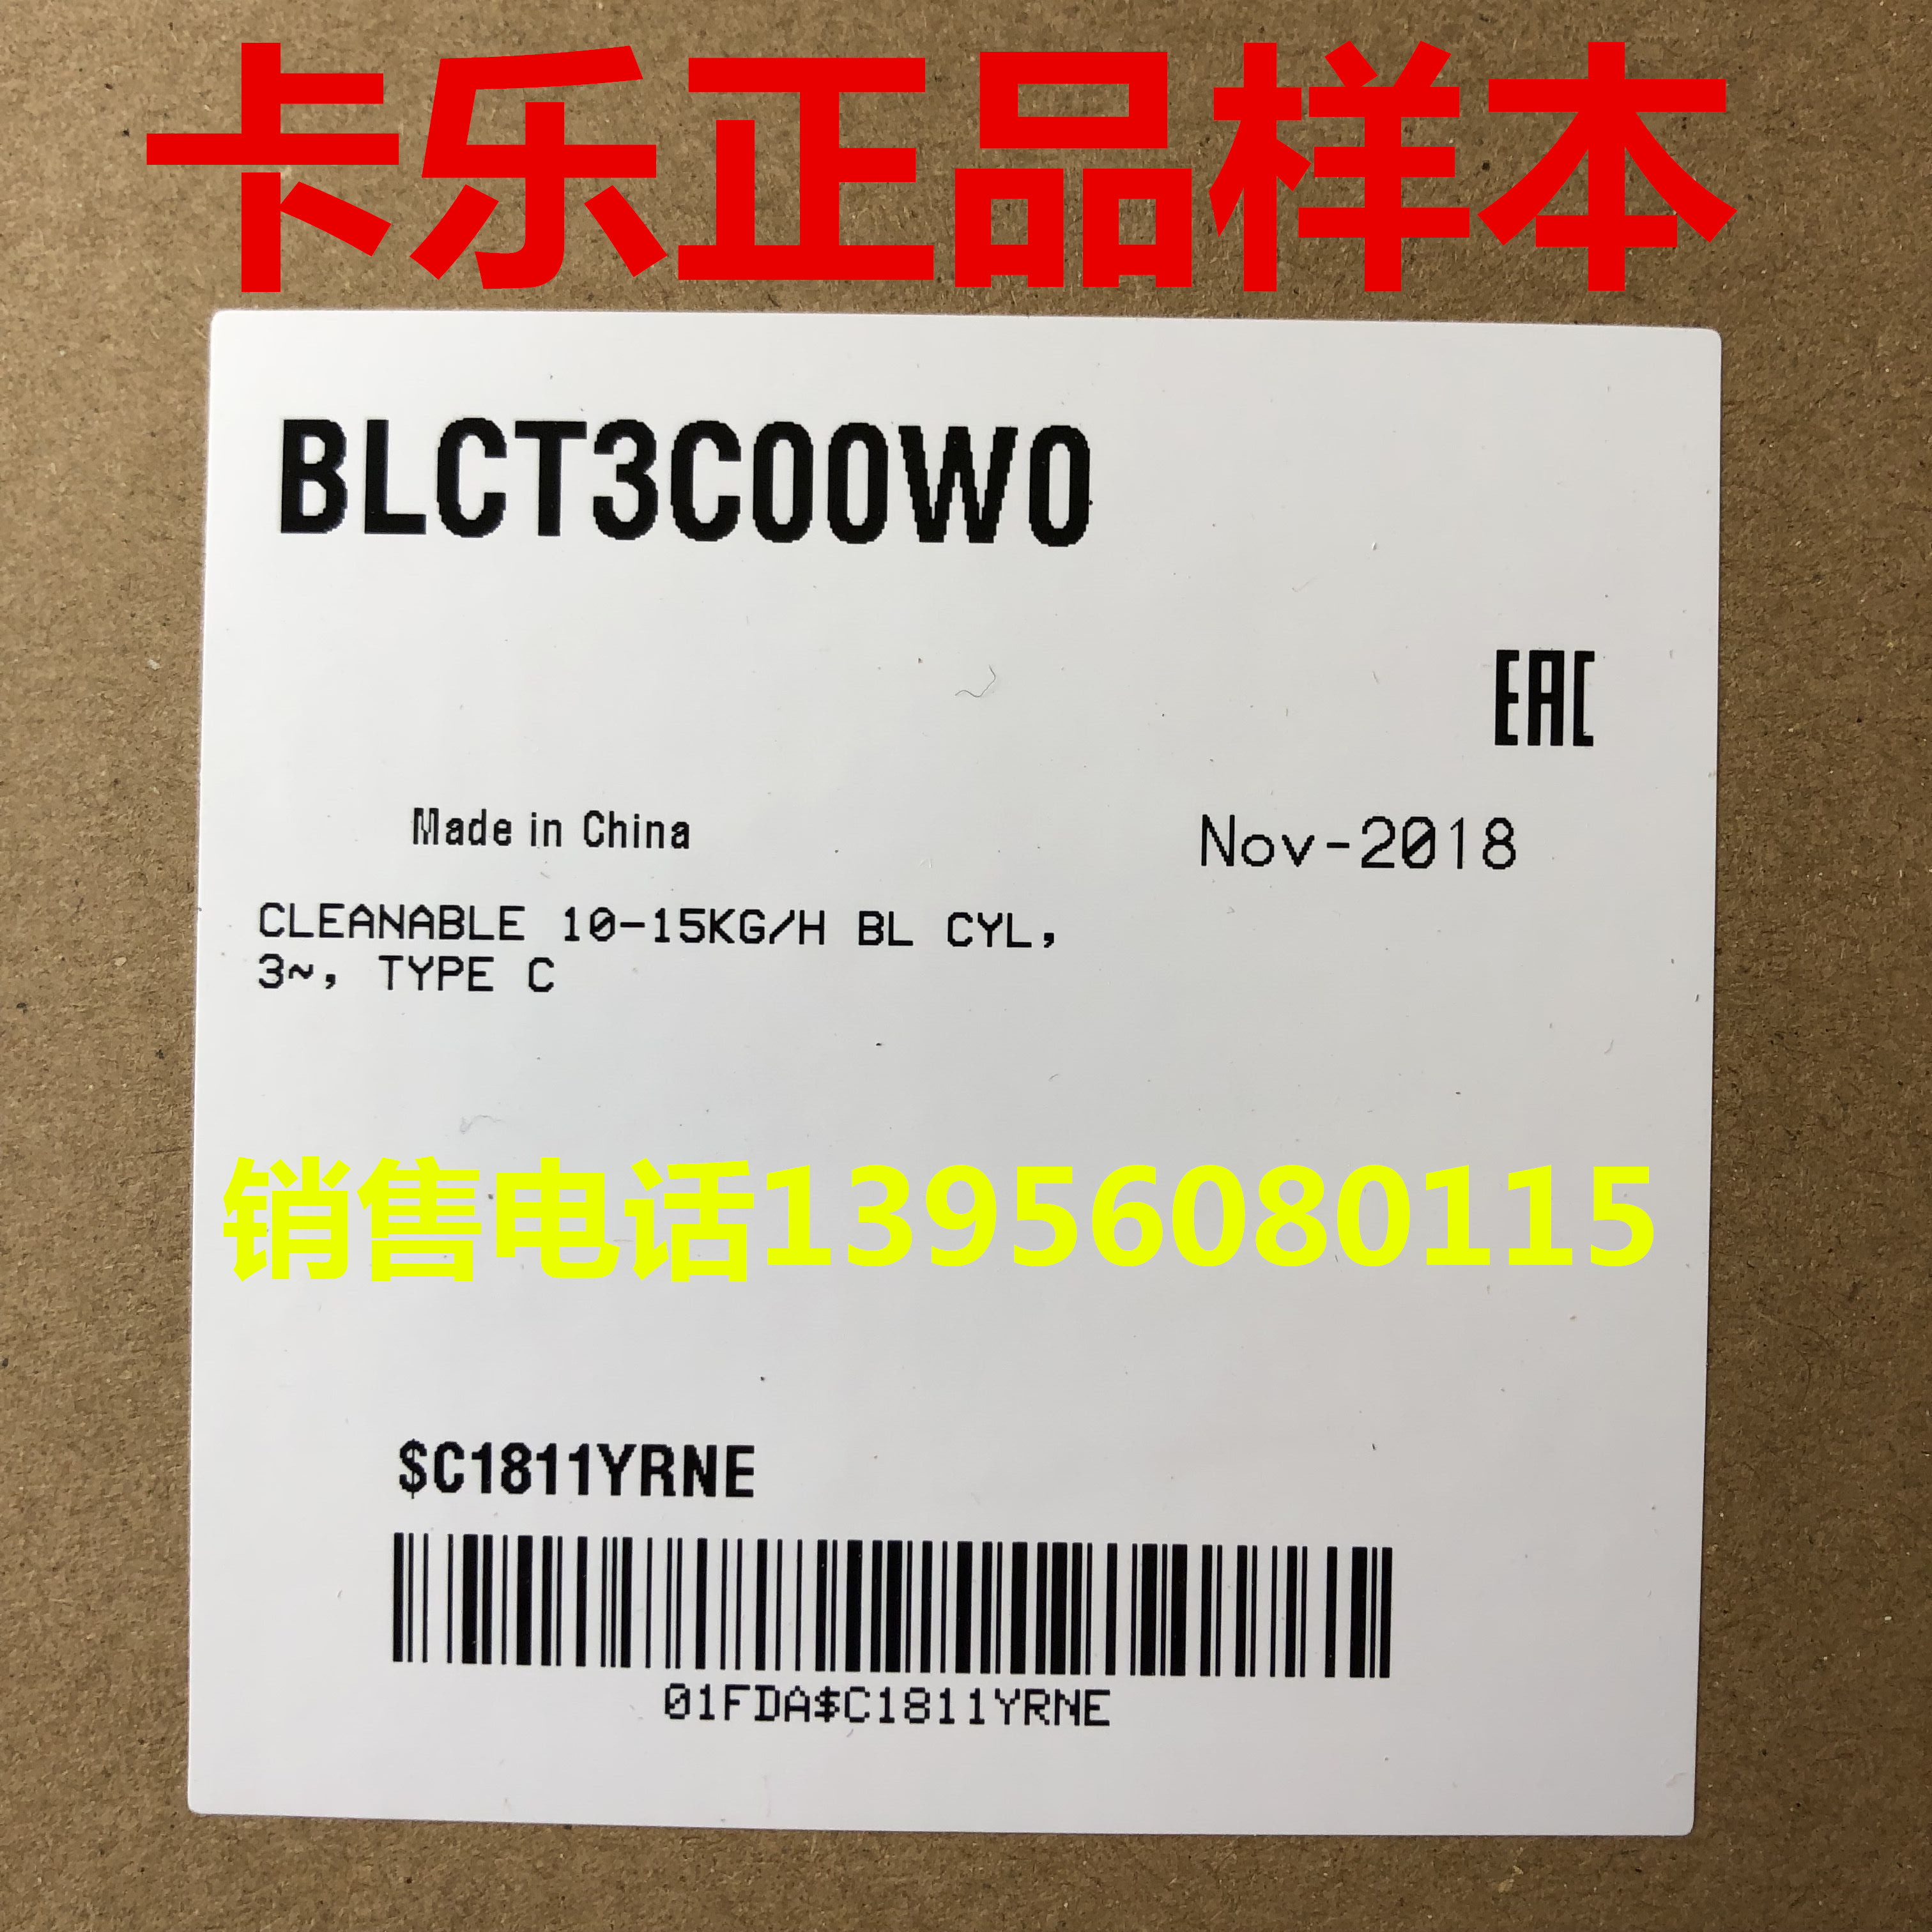 卡乐正品样本
BLCT3C00W0
EAC
Made in China
Nov-2018
CLEANABLE 10-15KG/H BL CYL,
3~, TYPE C
销售电话13956080115
$C1811YRNE
01FDA$C1811YRNE